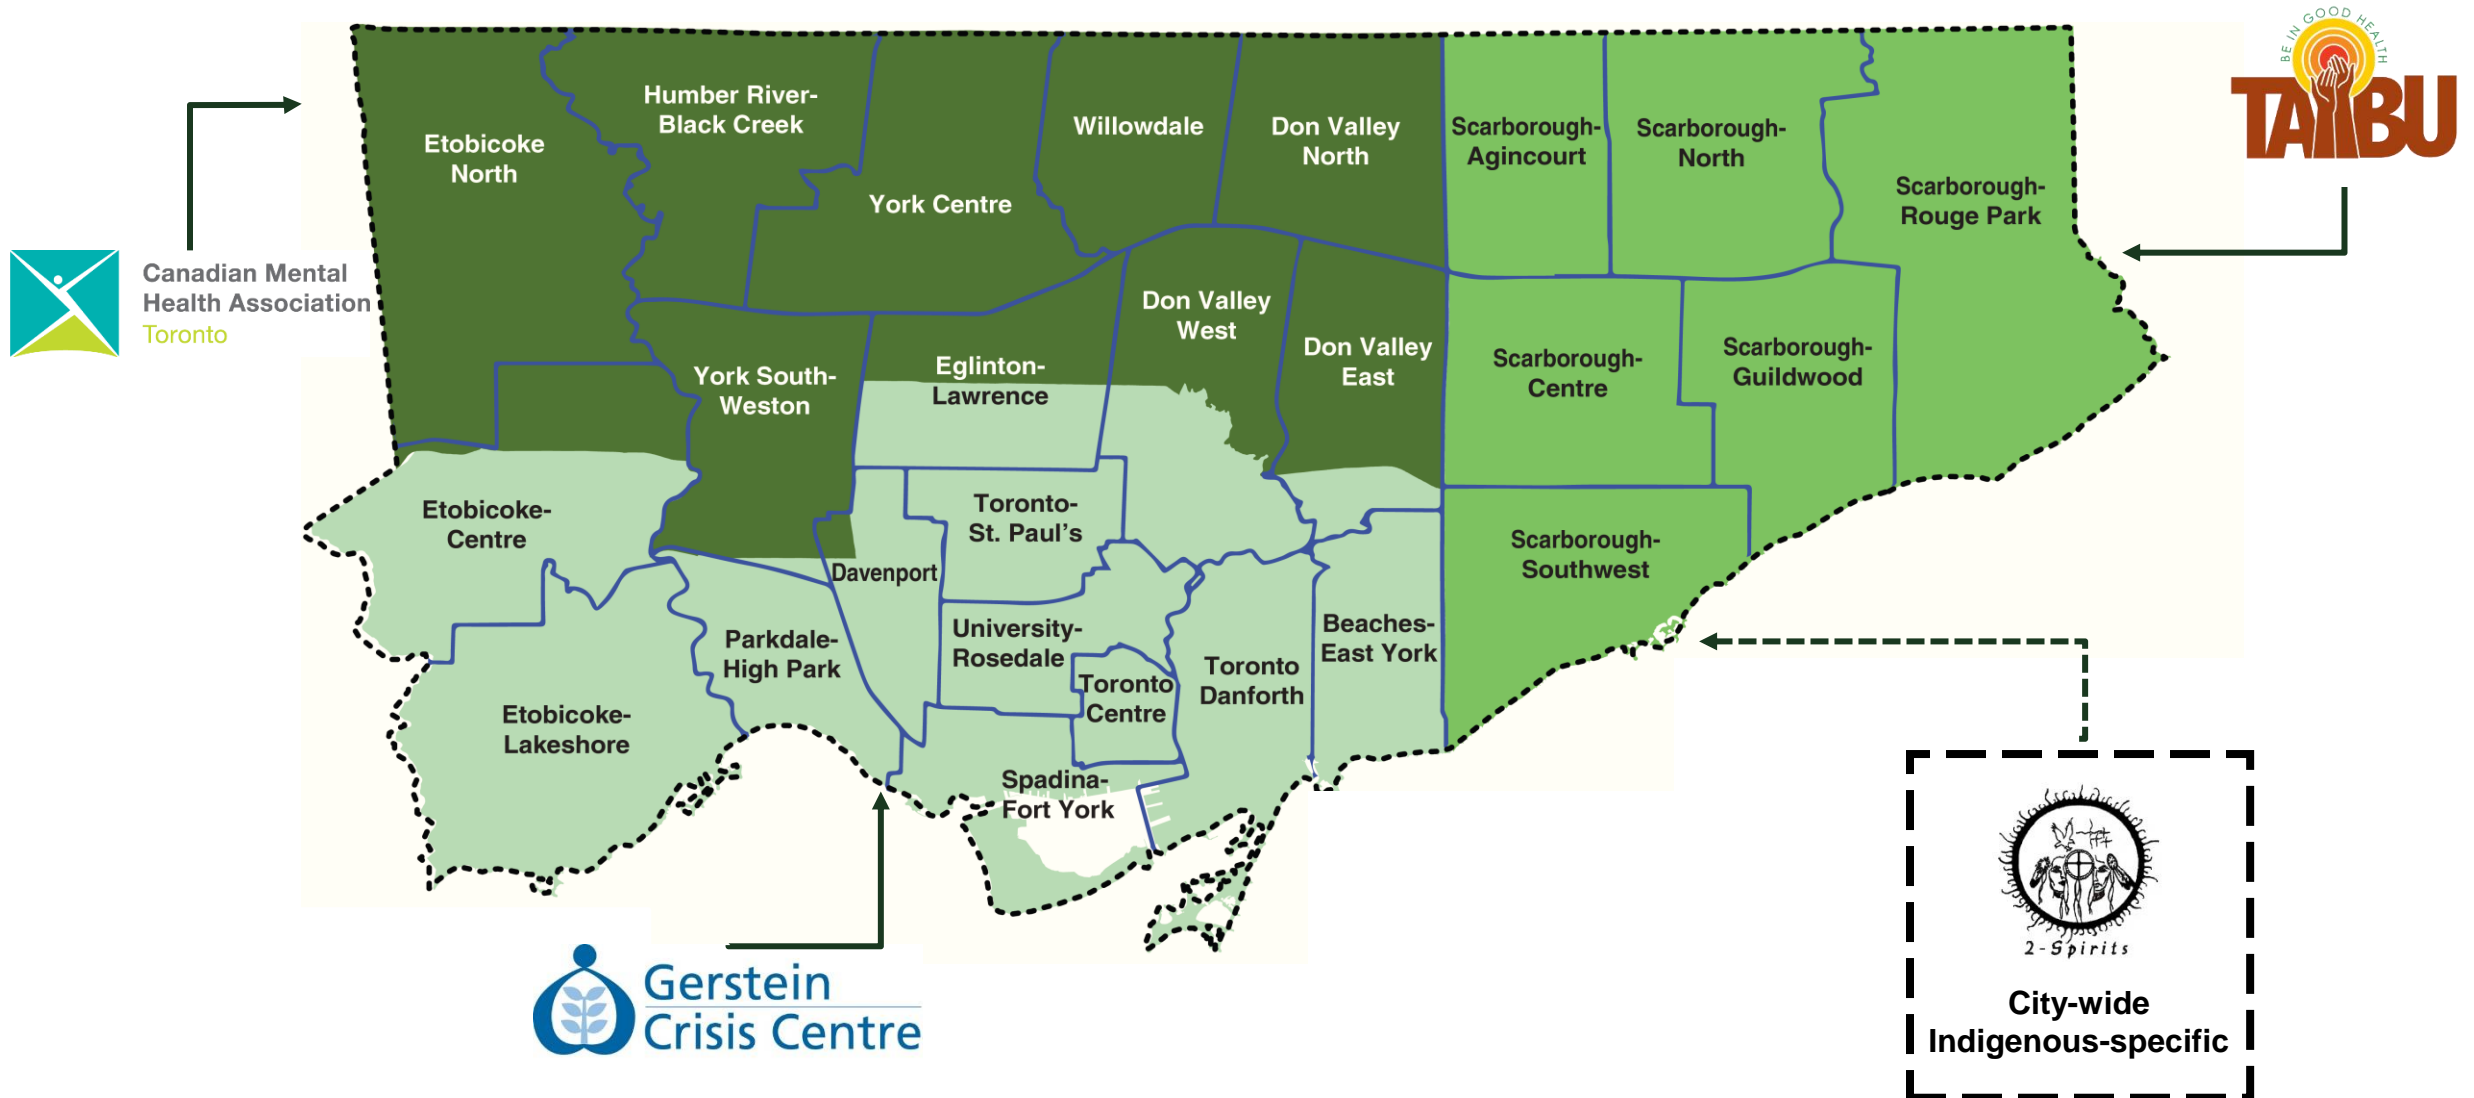 BE IN GOOD HEALTH
TAIBU
Humber River-
Black Creek
Etobicoke
North
Willowdale
Don Valley
North
Scarborough-
Agincourt
Scarborough-
North
York Centre
Scarborough-
Rouge Park
Canadian Mental
Health Association
Toronto
Don Valley
West
Don Valley
East
York South-
Weston
Eglinton-
Lawrence
Scarborough-
Centre
Scarborough-
Guildwood
Etobicoke-
Centre
Toronto-
St. Paul's
Davenport
Scarborough-
Southwest
Parkdale-
High Park
University-
Rosedale
Toronto
Centre
Toronto
Danforth
Beaches-
East York
Etobicoke-
Lakeshore
Spadina-
Fort York
Gerstein
Crisis Centre
2-Spirits
City-wide
Indigenous-specific